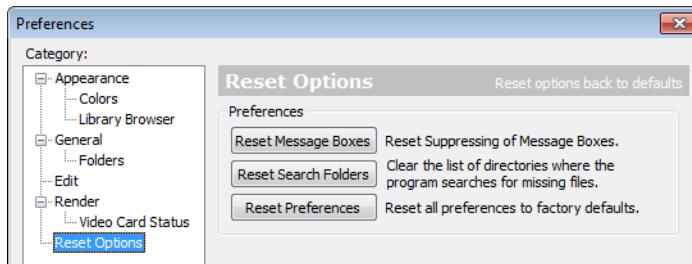 Preferences
Category:
Appearance
Colors
Library Browser
General
Folders
Edit
Render
Video Card Status
Reset Options
Reset Options
Reset options back to defaults
Preferences
Reset Message Boxes
Reset Suppressing of Message Boxes.
Reset Search Folders
Clear the list of directories where the
program searches for missing files.
Reset Preferences
Reset all preferences to factory defaults.